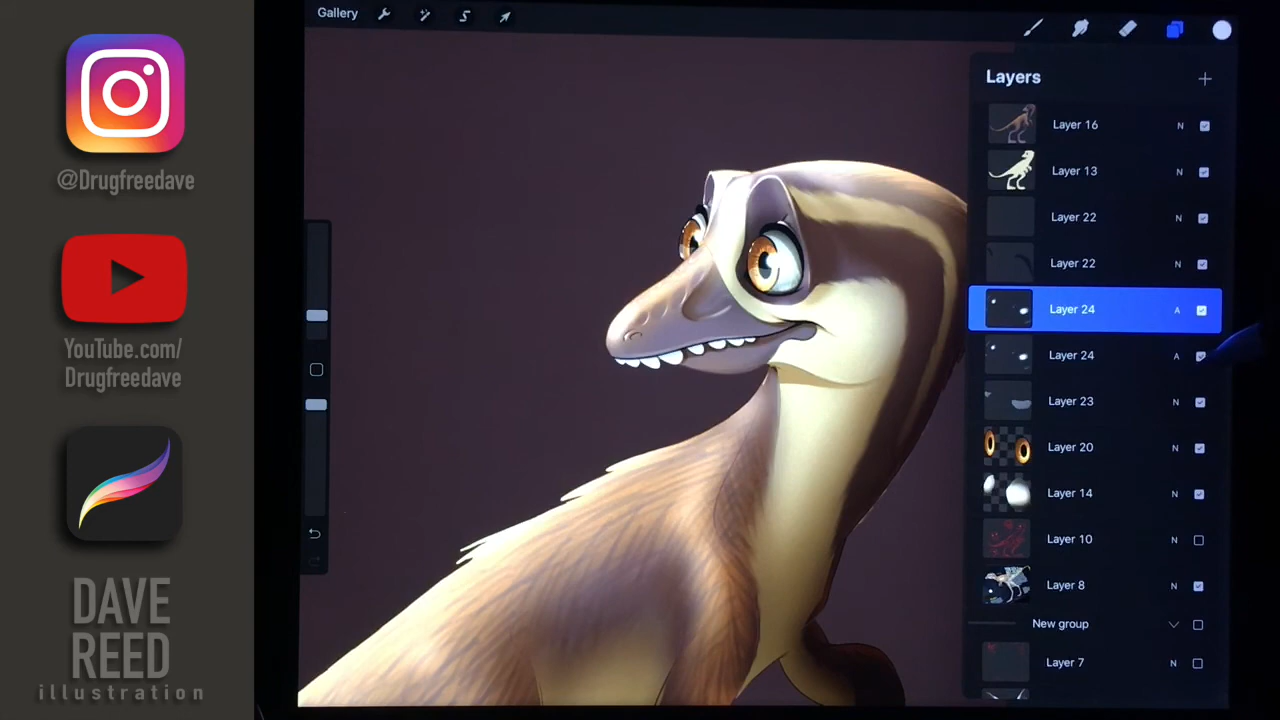 @Drugfreedave
YouTube.com/
Drugfreedave
DAVE
REED
illustration
Gallery
Layers
Layer 16 N
Layer 13 N
Layer 22 N
Layer 22 N
Layer 24 A
Layer 24 A
Layer 23 N
Layer 20 N
Layer 14 N
Layer 10 N
Layer 8 N
New group
Layer 7 N